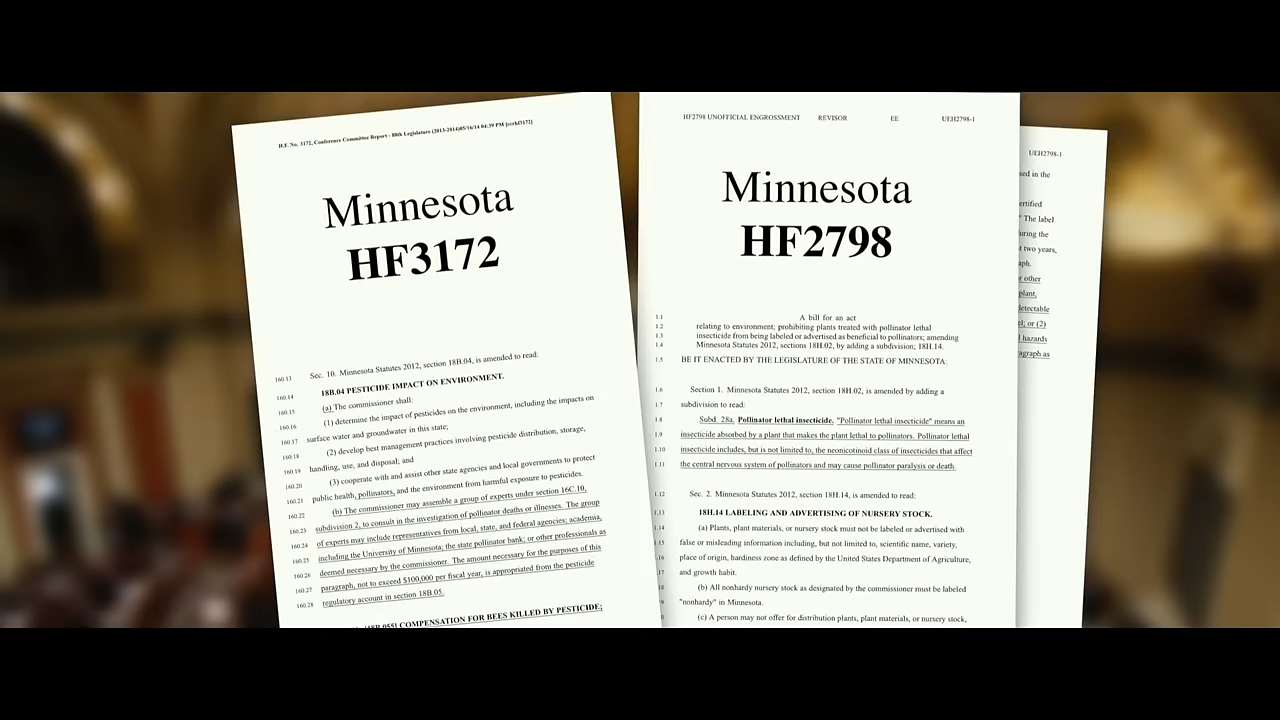 H.F. No. 3172, Conference Committee Report - 88th Legislature (2013-2014)05/16/14 04:39 PM [ccrhf3172]
Minnesota
HF3172
160.13 Sec. 10. Minnesota Statutes 2012, section 18B.04, is amended to read:
160.14 18B.04 PESTICIDE IMPACT ON ENVIRONMENT.
160.15 (a) The commissioner shall:
160.16 (1) determine the impact of pesticides on the environment, including the impacts on
160.17 surface water and groundwater in this state;
160.18 (2) develop best management practices involving pesticide distribution, storage,
160.19 handling, use, and disposal; and
160.20 (3) cooperate with and assist other state agencies and local governments to protect
160.21 public health, pollinators, and the environment from harmful exposure to pesticides.
160.22 (b) The commissioner may assemble a group of experts under section 16C.10,
160.23 subdivision 2, to consult in the investigation of pollinator deaths or illnesses. The group
160.24 of experts may include representatives from local, state, and federal agencies; academia,
160.25 including the University of Minnesota; the state pollinator bank; or other professionals as
160.26 deemed necessary by the commissioner. The amount necessary for the purposes of this
160.27 paragraph, not to exceed $100,000 per fiscal year, is appropriated from the pesticide
160.28 regulatory account in section 18B.05.
[18B.055] COMPENSATION FOR BEES KILLED BY PESTICIDE;
HF2798 UNOFFICIAL ENGROSSMENT REVISOR EE UEH2798-1
Minnesota
HF2798
1.1 A bill for an act
1.2 relating to environment; prohibiting plants treated with pollinator lethal
1.3 insecticide from being labeled or advertised as beneficial to pollinators; amending
1.4 Minnesota Statutes 2012, sections 18H.02, by adding a subdivision; 18H.14.
1.5 BE IT ENACTED BY THE LEGISLATURE OF THE STATE OF MINNESOTA:
1.6 Section 1. Minnesota Statutes 2012, section 18H.02, is amended by adding a
1.7 subdivision to read:
1.8 Subd. 28a. Pollinator lethal insecticide. "Pollinator lethal insecticide" means an
1.9 insecticide absorbed by a plant that makes the plant lethal to pollinators. Pollinator lethal
1.10 insecticide includes, but is not limited to, the neonicotinoid class of insecticides that affect
1.11 the central nervous system of pollinators and may cause pollinator paralysis or death.
1.12 Sec. 2. Minnesota Statutes 2012, section 18H.14, is amended to read:
1.13 18H.14 LABELING AND ADVERTISING OF NURSERY STOCK.
1.14 (a) Plants, plant materials, or nursery stock must not be labeled or advertised with
1.15 false or misleading information including, but not limited to, scientific name, variety,
.16 place of origin, hardiness zone as defined by the United States Department of Agriculture,
17 and growth habit.
18 (b) All nonhardy nursery stock as designated by the commissioner must be labeled
9 "nonhardy" in Minnesota.
0 (c) A person may not offer for distribution plants, plant materials, or nursery stock,
UEH2798-1
sed in the
ertified
" The label
uring the
t two years,
aph.
r other
plant,
detectable
el; or (2)
l hazards
ragraph as